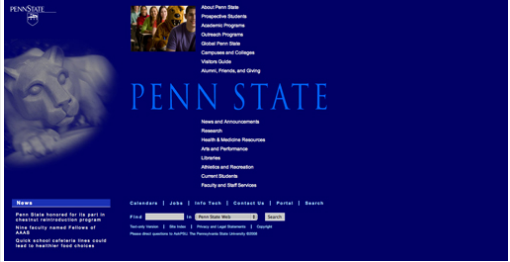 PENNSTATE
About Penn State
Prospective Students
Academic Programs
Outreach Programs
Global Penn State
Campuses and Colleges
Visitors Guide
Alumni, Friends, and Giving
PENN STATE
News and Announcements
Research
Health & Medicine Resources
Arts and Performance
Libraries
Athletics and Recreation
Current Students
Faculty and Staff Services
News
Penn State honored for its part in
chestnut reintroduction program
Nine faculty named Fellows of
AAAS
Quick school cafeteria lines could
lead to healthier food choices
Calendars | Jobs | Info Tech | Contact Us | Portal | Search
Find in Penn State Web Search
Text-only Version | Site Index | Privacy and Legal Statements | Copyright
Please direct questions to AskPSU. The Pennsylvania State University ©2008